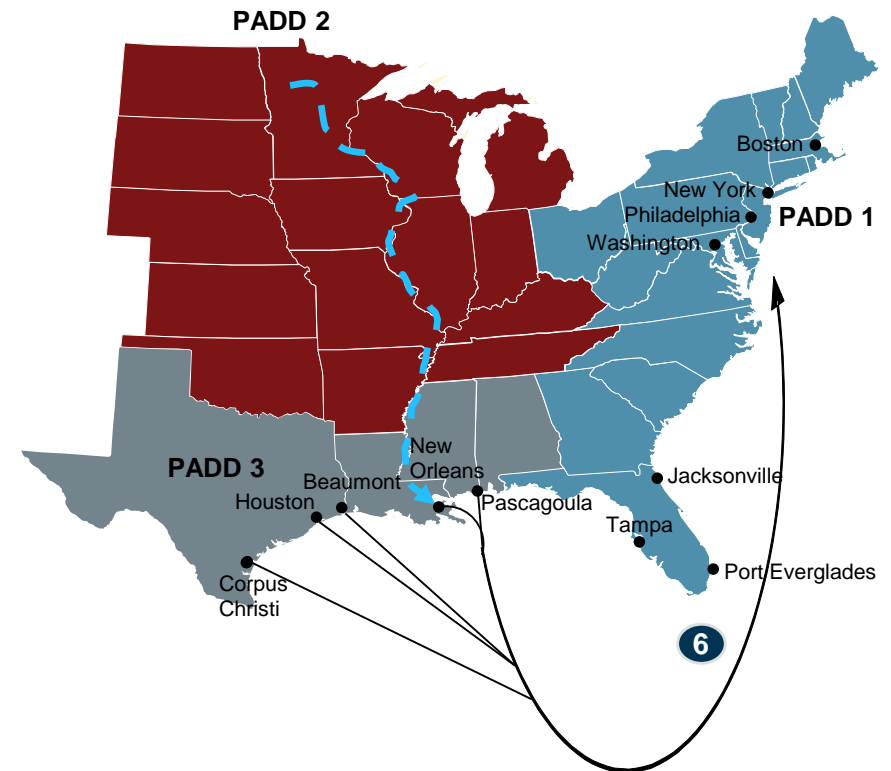 PADD 2
Boston
New York
Philadelphia
PADD 1
Washington
New
Orleans
PADD 3
Beaumont
Jacksonville
Houston
Pascagoula
Tampa
Port Everglades
Corpus
Christi
6